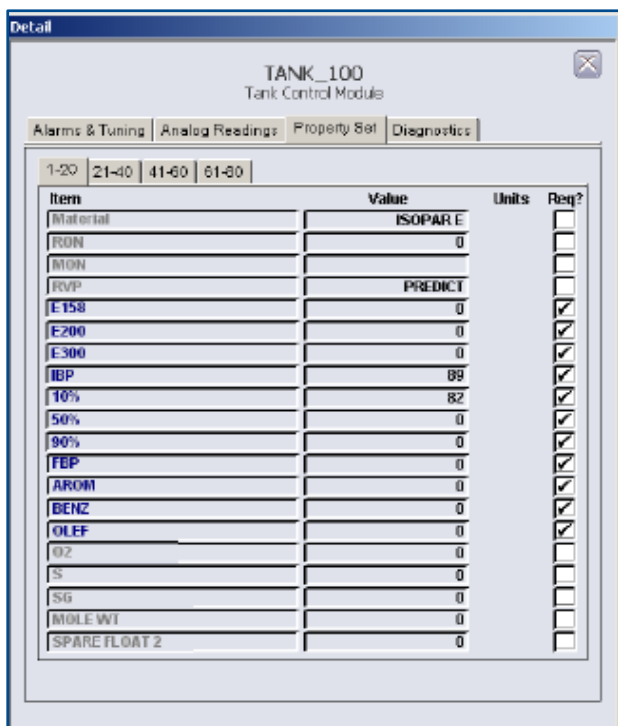 Detail
TANK_100
Tank Control Module
Alarms & Tuning Analog Readings Property Set Diagnostics
1-20 21-40 41-60 61-80
Item Value Units Req?
Material ISOPAR E
RON 0
MON
RVP PREDICT
E158 0
E200 0
E300 0
IBP 89
10% 82
50% 0
90% 0
FBP 0
AROM 0
BENZ 0
OLEF 0
O2 0
S 0
SG 0
MOLE WT 0
SPARE FLOAT 2 0